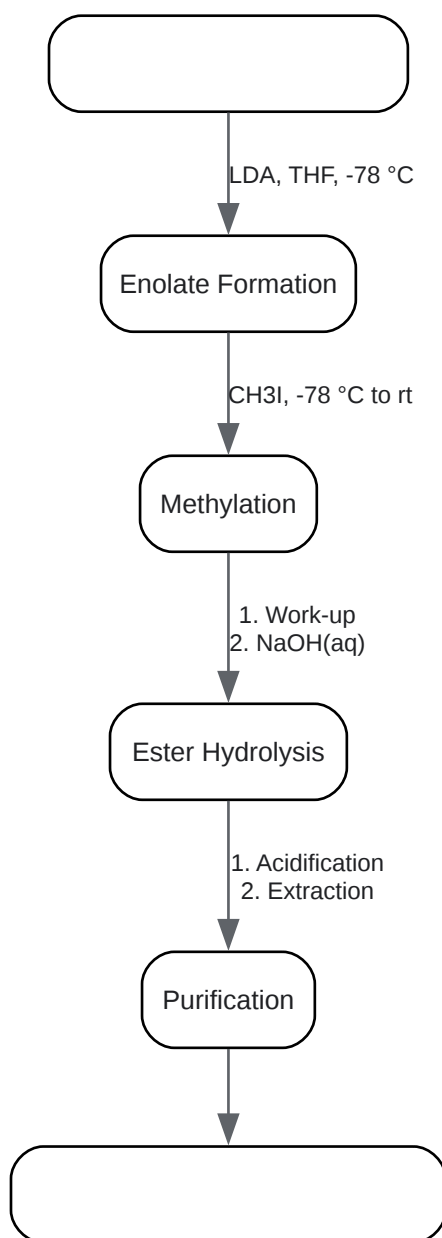 LDA, THF, -78 °C
Enolate Formation
CH3I, -78 °C to rt
Methylation
1. Work-up
2. NaOH(aq)
Ester Hydrolysis
1. Acidification
2. Extraction
Purification